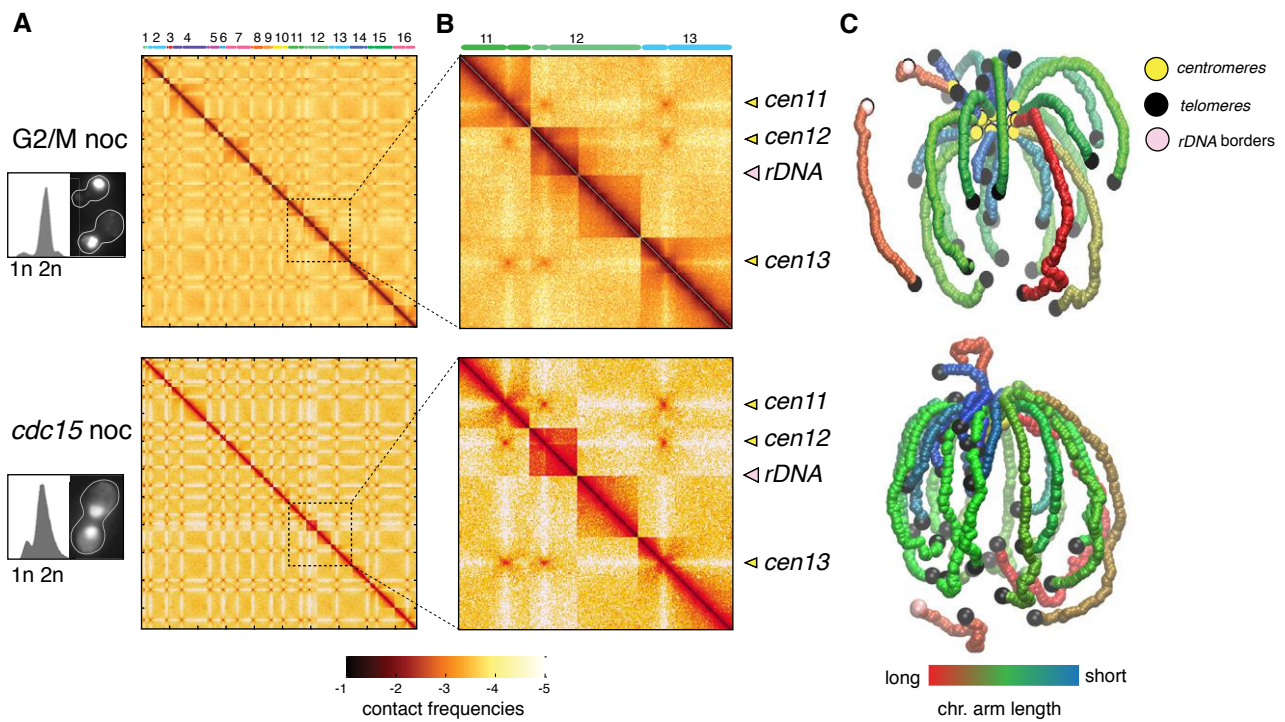 A
B
C
1 2 3 4 5 6 7 8 9 10 11 12 13 14 15 16
11 12 13
G2/M noc
1n 2n
cen11
cen12
rDNA
cen13
centromeres
telomeres
rDNA borders
cdc15 noc
1n 2n
cen11
cen12
rDNA
cen13
-1 -2 -3 -4 -5
contact frequencies
long short
chr. arm length